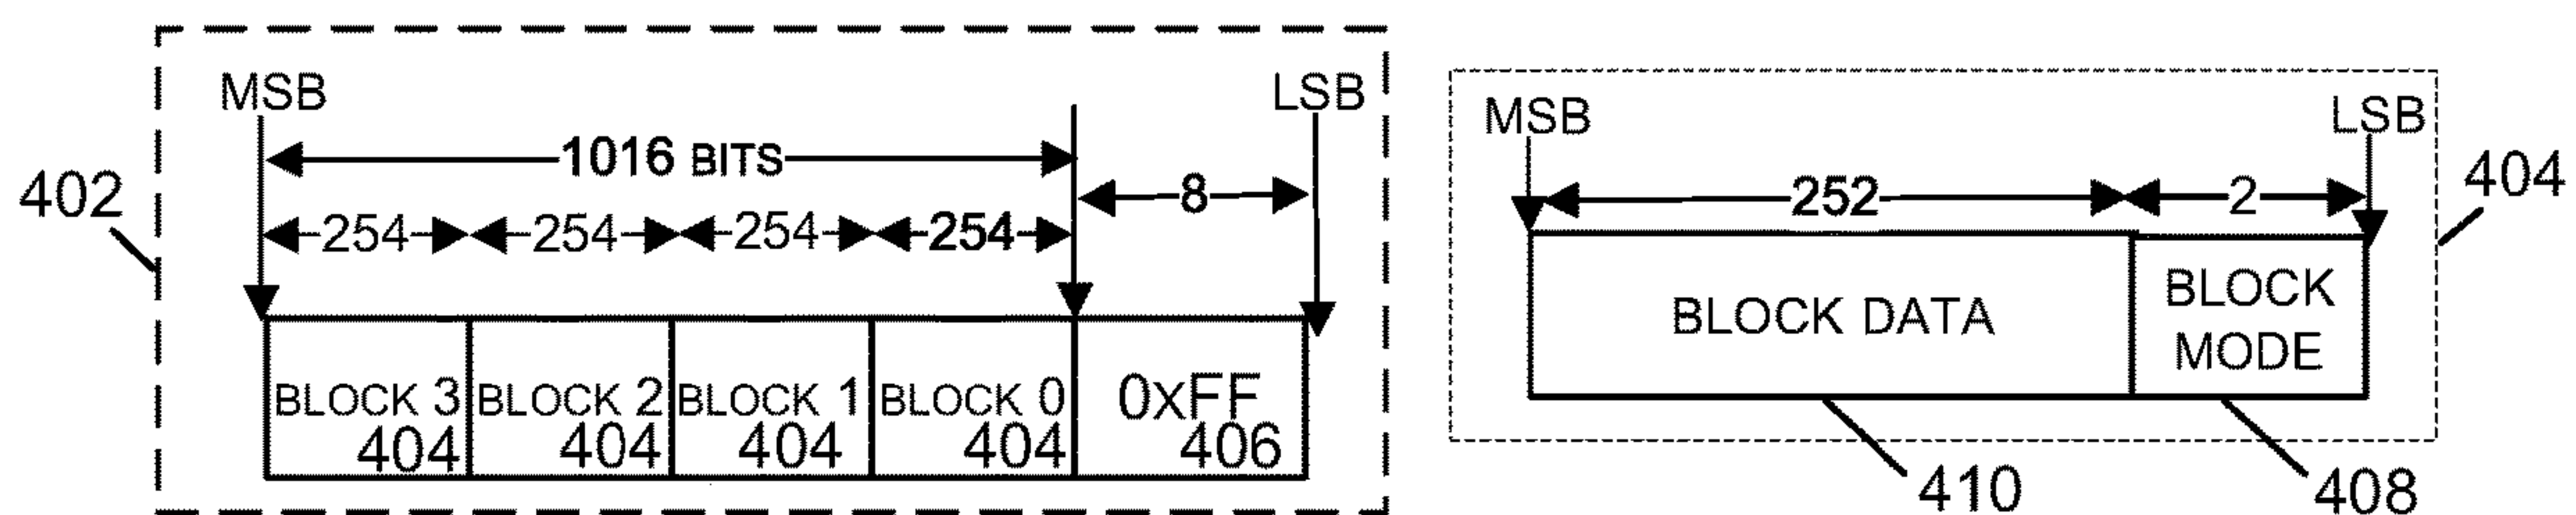 MSB
LSB
1016 BITS
8
402
254
254
254
254
BLOCK 3
404
BLOCK 2
404
BLOCK 1
404
BLOCK 0
404
0XFF
406
MSB
LSB
252
2
404
BLOCK DATA
BLOCK
MODE
410
408